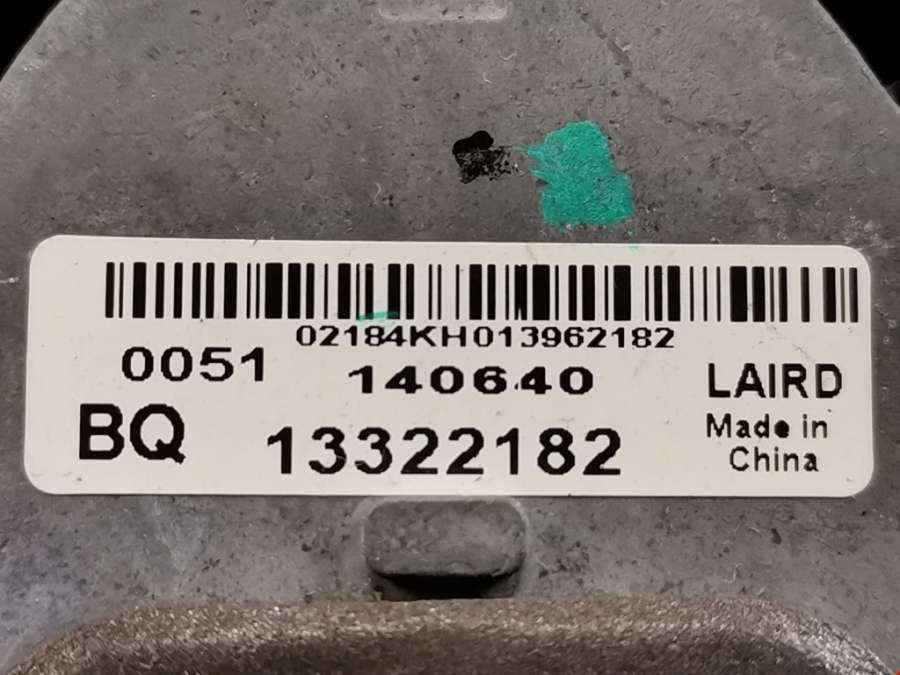 02184KH013962182
0051 140640 LAIRD
BQ 13322182 Made in
China